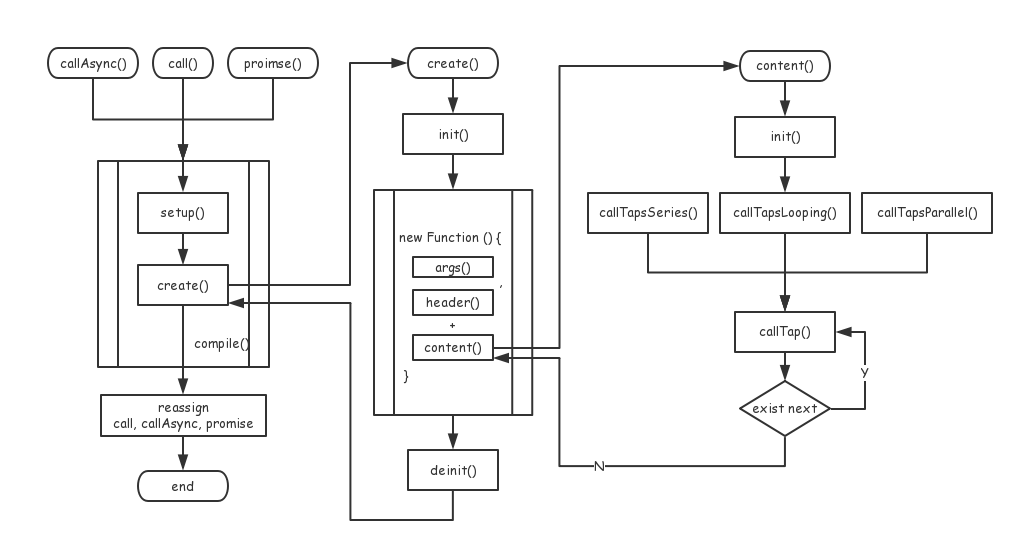 callAsync()
call()
proimse()
setup()
create()
compile()
reassign
call, callAsync, promise
end
create()
init()
new Function () {
args()
,
header()
+
content()
}
deinit()
content()
init()
callTapsSeries()
callTapsLooping()
callTapsParallel()
callTap()
exist next
Y
N